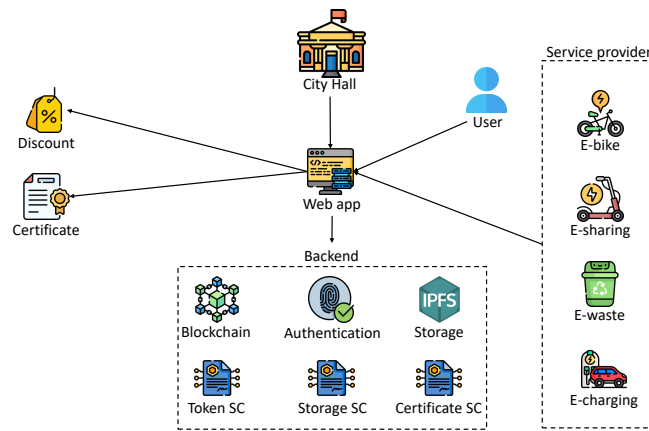 City Hall
Service provider
Discount
User
E-bike
Certificate
Web app
E-sharing
Backend
IPFS
Blockchain
Authentication
Storage
E-waste
Token SC
Storage SC
Certificate SC
E-charging